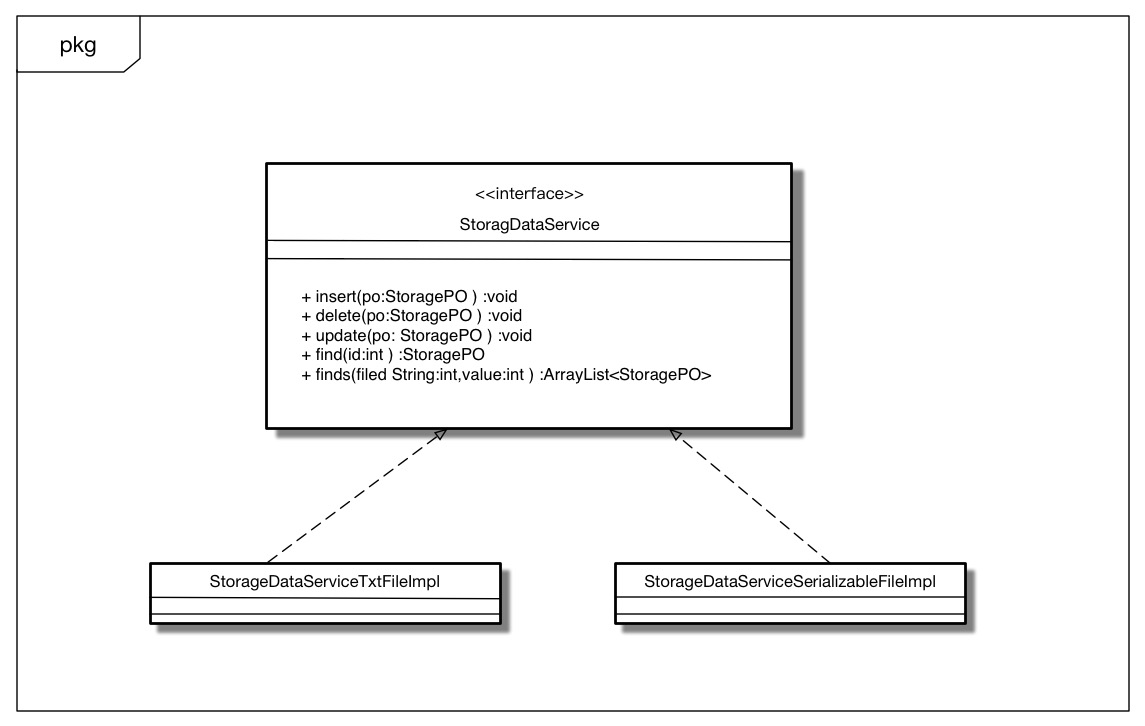 pkg
<<interface>>
StoragDataService
+ insert(po:StoragePO ) :void
+ delete(po:StoragePO ) :void
+ update(po: StoragePO ) :void
+ find(id:int ) :StoragePO
+ finds(filed String:int,value:int ) :ArrayList<StoragePO>
StorageDataServiceTxtFileImpl
StorageDataServiceSerializableFileImpl